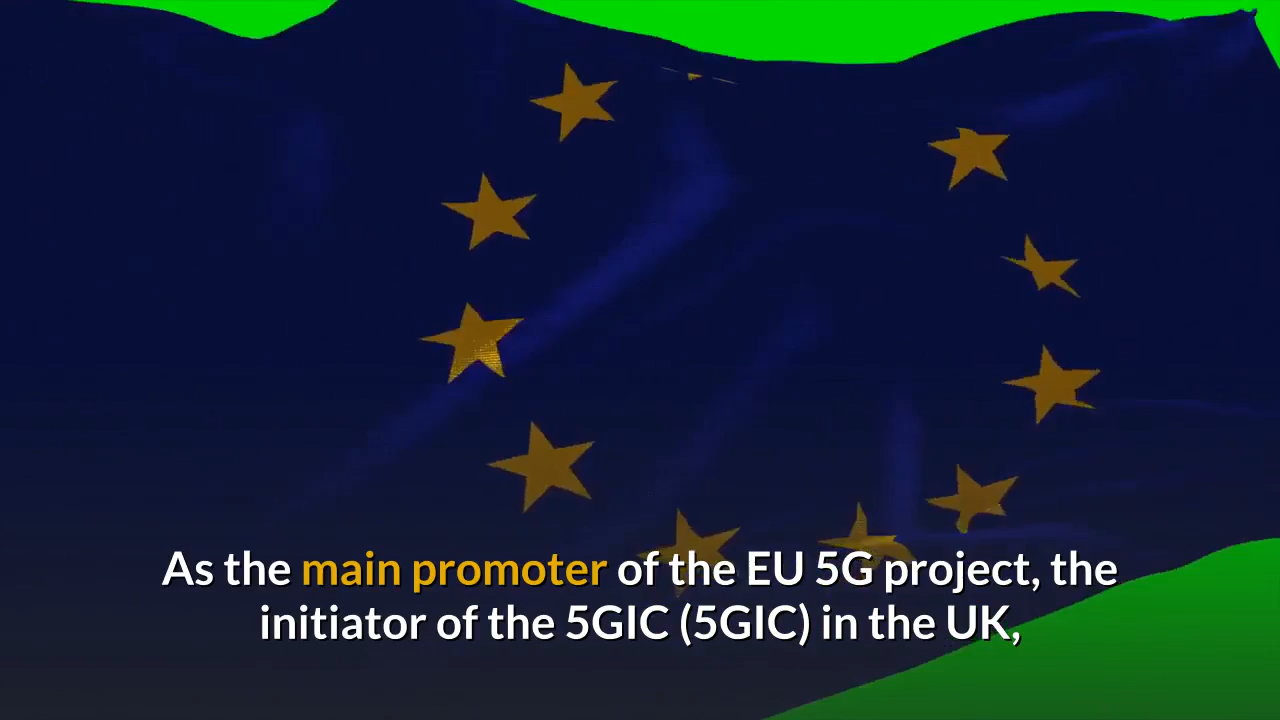 As the main promoter of the EU 5G project, the
initiator of the 5GIC (5GIC) in the UK,